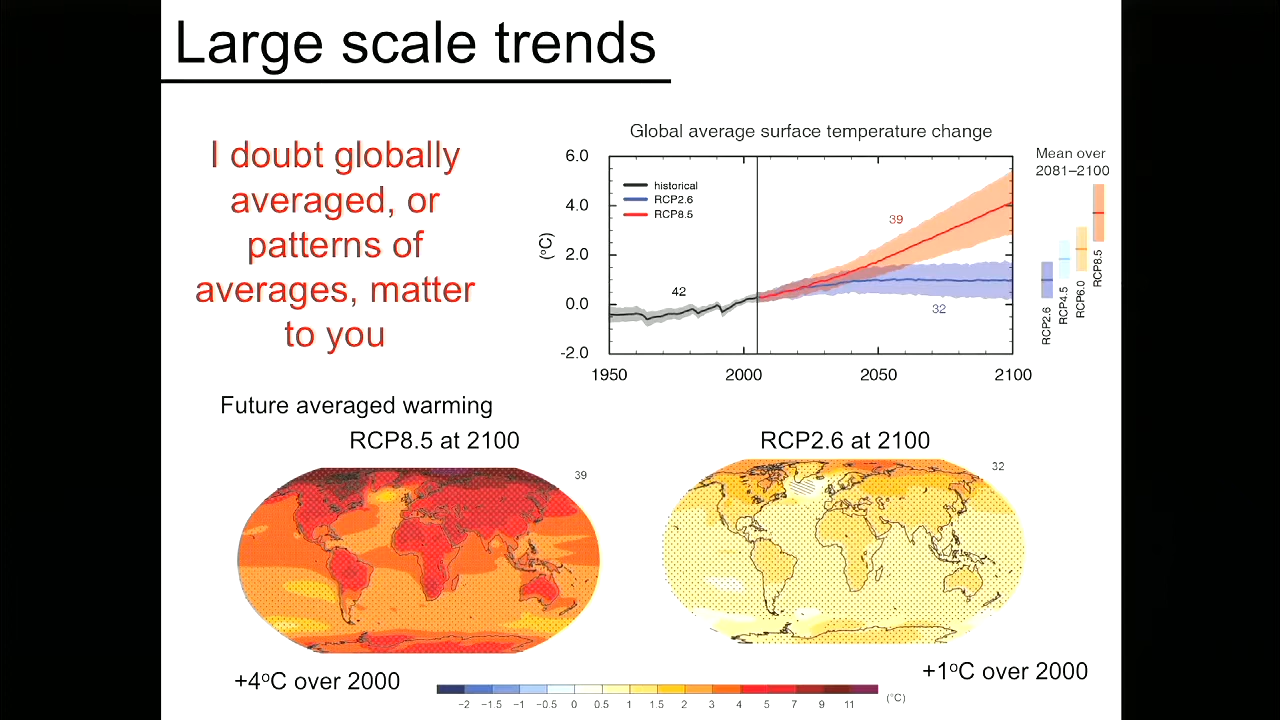 Large scale trends
I doubt globally
averaged, or
patterns of
averages, matter
to you
Global average surface temperature change
6.0
4.0
2.0
0.0
-2.0
(°C)
historical
RCP2.6
RCP8.5
42
39
32
1950 2000 2050 2100
Mean over
2081–2100
RCP2.6
RCP4.5
RCP6.0
RCP8.5
Future averaged warming
RCP8.5 at 2100
39
RCP2.6 at 2100
32
+4°C over 2000
+1°C over 2000
−2 −1.5 −1 −0.5 0 0.5 1 1.5 2 3 4 5 7 9 11 (°C)